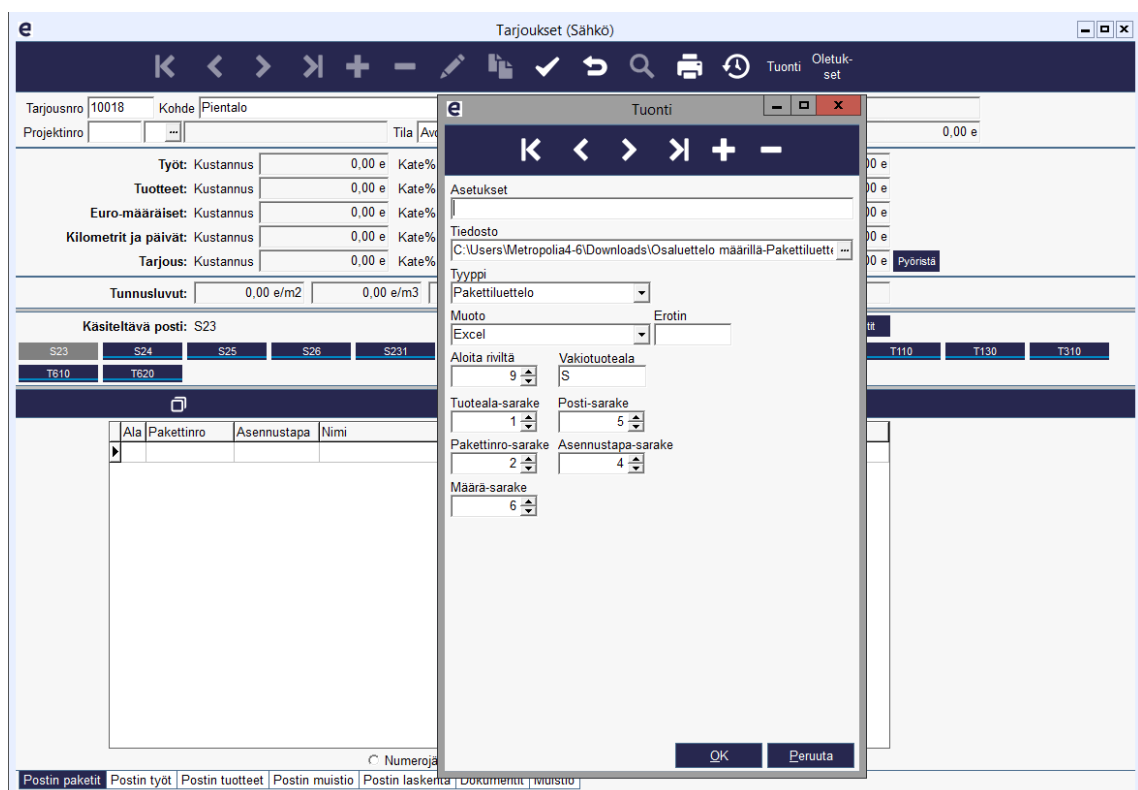 e Tarjoukset (Sähkö)
Tuonti Oletuk-
set
Tarjousnro 10018 Kohde Pientalo
Projektinro ... Tila 0,00 e
Työt: Kustannus 0,00 e Kate%
Tuotteet: Kustannus 0,00 e Kate%
Euro-määräiset: Kustannus 0,00 e Kate%
Kilometrit ja päivät: Kustannus 0,00 e Kate%
Tarjous: Kustannus 0,00 e Kate% Pyöristä
Tunnusluvut: 0,00 e/m2 0,00 e/m3
Käsiteltävä posti: S23
S23 S24 S25 S26 S231 T110 T130 T310
T610 T620
Ala Pakettinro Asennustapa Nimi
Postin paketit Postin työt Postin tuotteet Postin muistio Postin laskenta Dokumentit Muistio
e Tuonti
Asetukset
Tiedosto
C:\Users\Metropolia4-6\Downloads\Osaluettelo määrillä-Pakettiluette ...
Tyyppi
Pakettiluettelo
Muoto Erotin
Excel
Aloita riviltä Vakiotuoteala
9 S
Tuoteala-sarake Posti-sarake
1 5
Pakettinro-sarake Asennustapa-sarake
2 4
Määrä-sarake
6
OK Peruuta